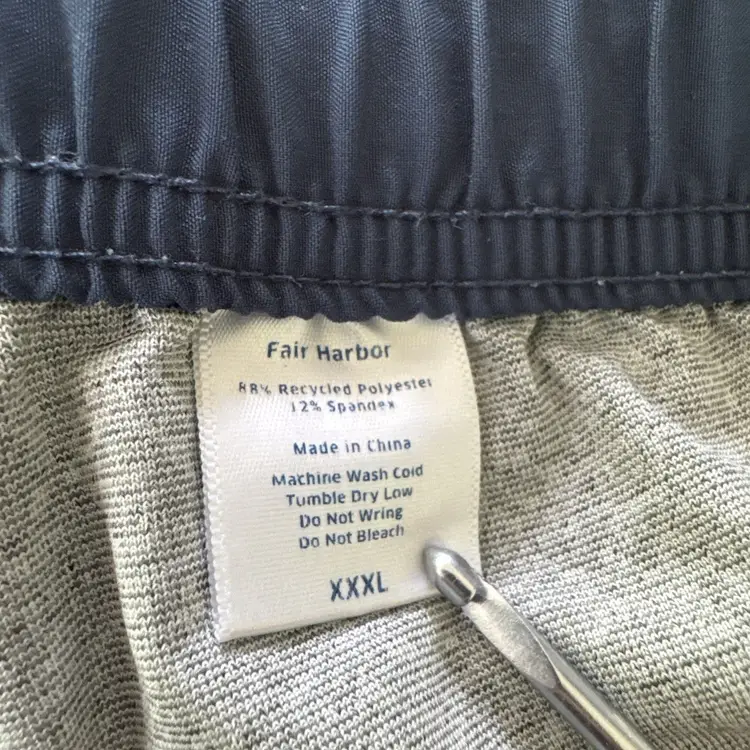 Fair Harbor
88% Recycled Polyester
12% Spandex
Made in China
Machine Wash Cold
Tumble Dry Low
Do Not Wring
Do Not Bleach
XXXL